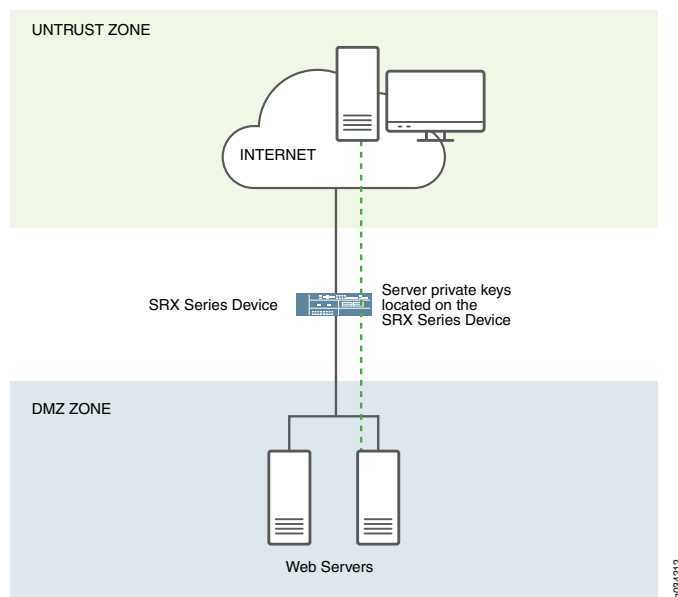 UNTRUST ZONE
INTERNET
SRX Series Device
Server private keys
located on the
SRX Series Device
DMZ ZONE
Web Servers